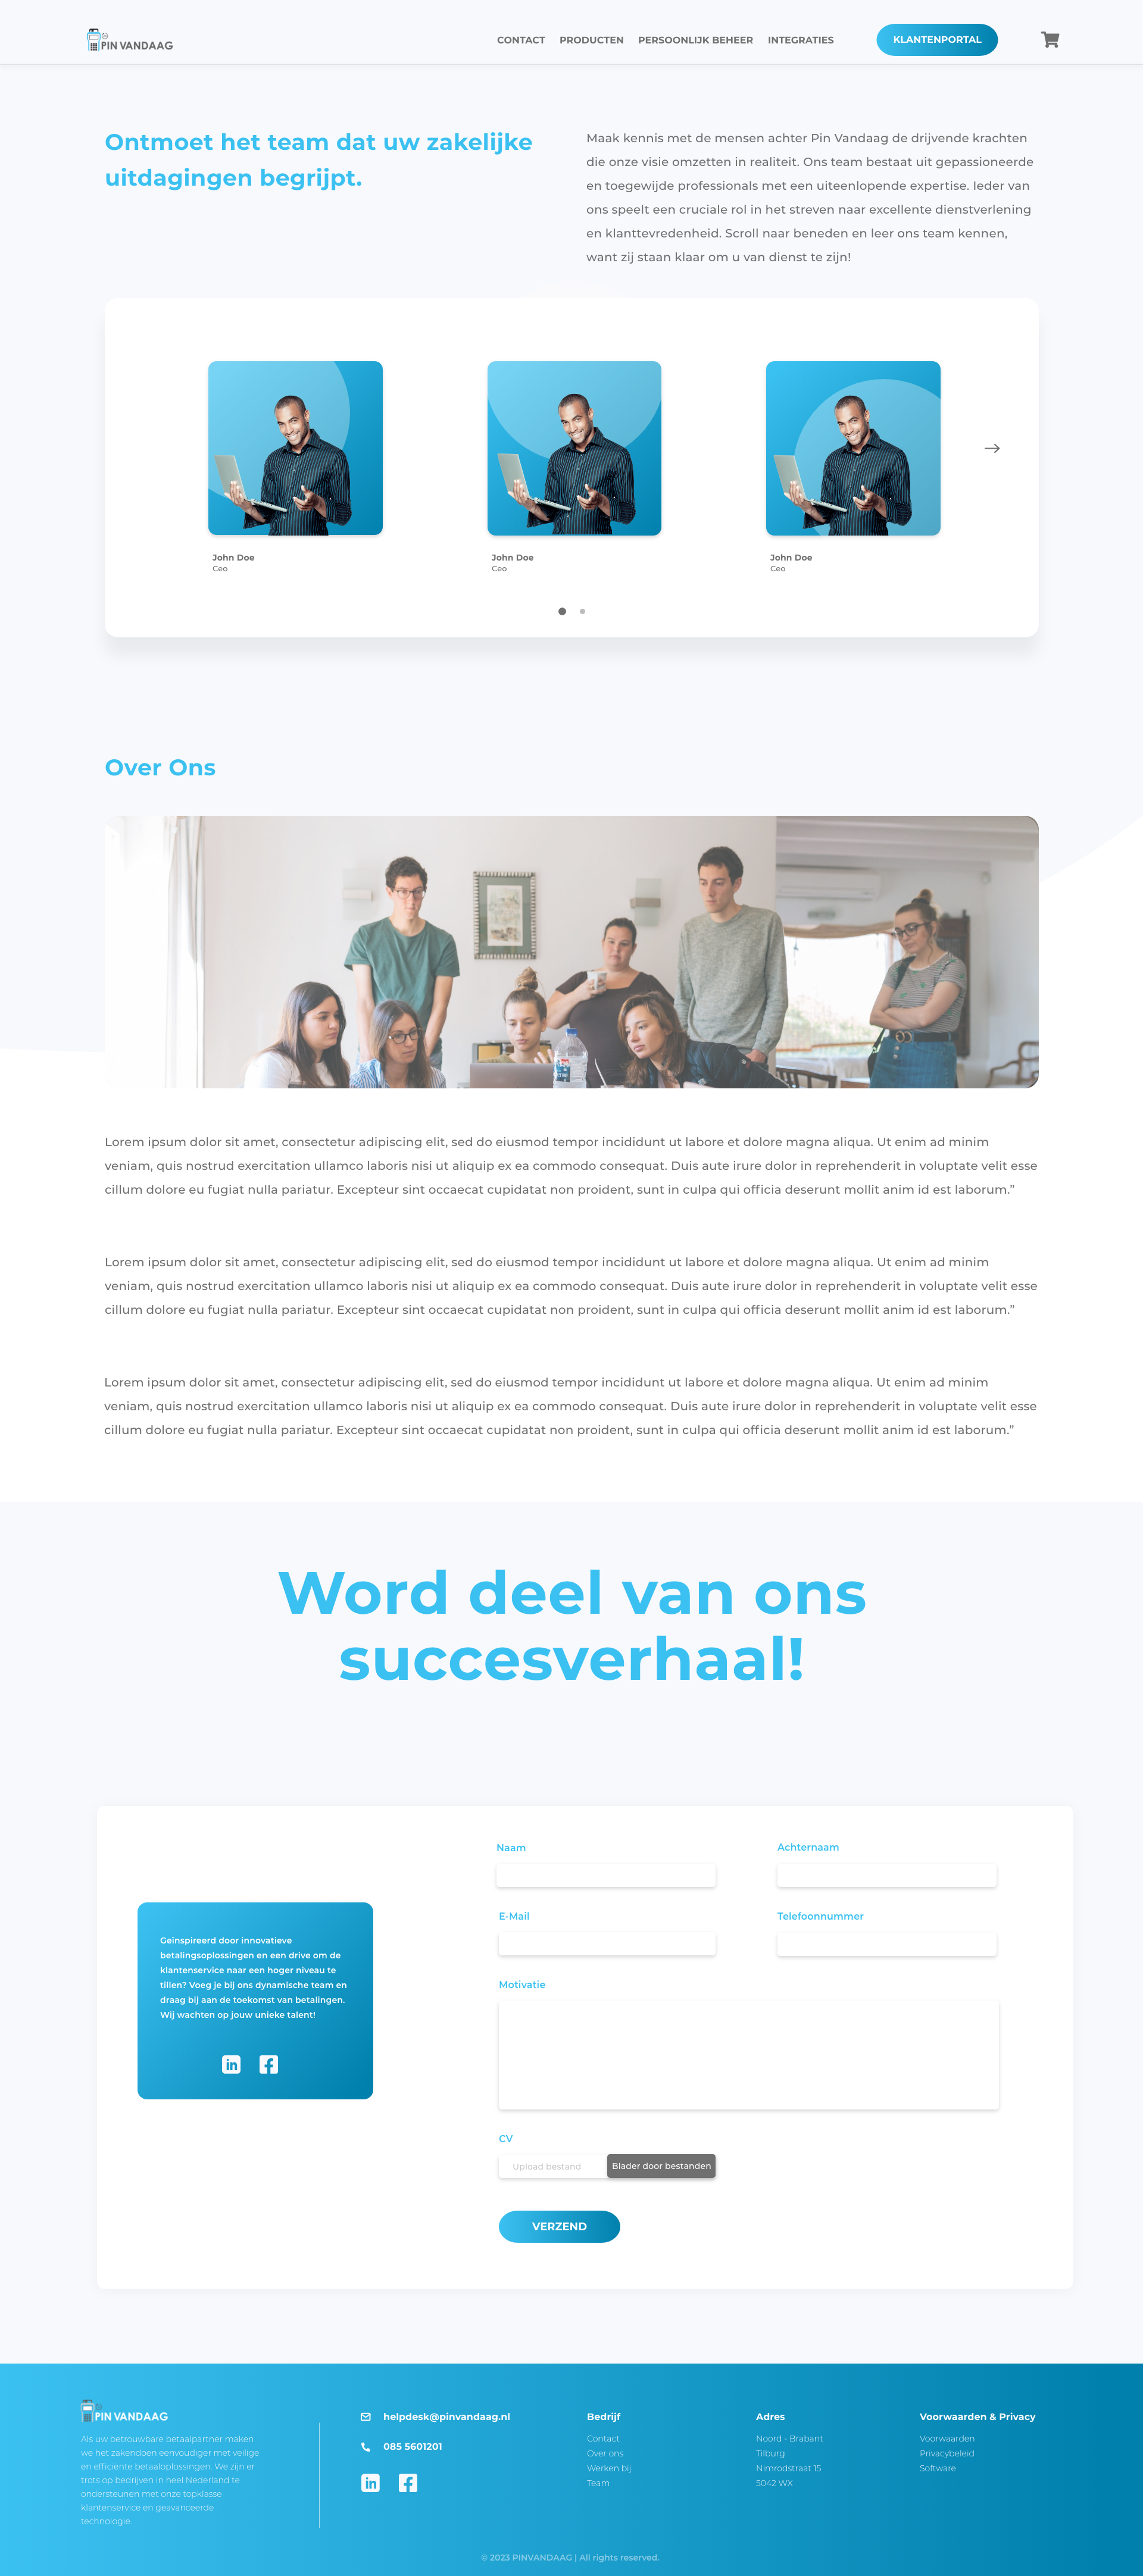 PIN VANDAAG
CONTACT PRODUCTEN PERSOONLIJK BEHEER INTEGRATIES KLANTENPORTAL
Ontmoet het team dat uw zakelijke
uitdagingen begrijpt.
Maak kennis met de mensen achter Pin Vandaag de drijvende krachten
die onze visie omzetten in realiteit. Ons team bestaat uit gepassioneerde
en toegewijde professionals met een uiteenlopende expertise. Ieder van
ons speelt een cruciale rol in het streven naar excellente dienstverlening
en klanttevredenheid. Scroll naar beneden en leer ons team kennen,
want zij staan klaar om u van dienst te zijn!
John Doe
Ceo
John Doe
Ceo
John Doe
Ceo
Over Ons
Lorem ipsum dolor sit amet, consectetur adipiscing elit, sed do eiusmod tempor incididunt ut labore et dolore magna aliqua. Ut enim ad minim
veniam, quis nostrud exercitation ullamco laboris nisi ut aliquip ex ea commodo consequat. Duis aute irure dolor in reprehenderit in voluptate velit esse
cillum dolore eu fugiat nulla pariatur. Excepteur sint occaecat cupidatat non proident, sunt in culpa qui officia deserunt mollit anim id est laborum.”
Lorem ipsum dolor sit amet, consectetur adipiscing elit, sed do eiusmod tempor incididunt ut labore et dolore magna aliqua. Ut enim ad minim
veniam, quis nostrud exercitation ullamco laboris nisi ut aliquip ex ea commodo consequat. Duis aute irure dolor in reprehenderit in voluptate velit esse
cillum dolore eu fugiat nulla pariatur. Excepteur sint occaecat cupidatat non proident, sunt in culpa qui officia deserunt mollit anim id est laborum.”
Lorem ipsum dolor sit amet, consectetur adipiscing elit, sed do eiusmod tempor incididunt ut labore et dolore magna aliqua. Ut enim ad minim
veniam, quis nostrud exercitation ullamco laboris nisi ut aliquip ex ea commodo consequat. Duis aute irure dolor in reprehenderit in voluptate velit esse
cillum dolore eu fugiat nulla pariatur. Excepteur sint occaecat cupidatat non proident, sunt in culpa qui officia deserunt mollit anim id est laborum.”
Word deel van ons
succesverhaal!
Geïnspireerd door innovatieve
betalingsoplossingen en een drive om de
klantenservice naar een hoger niveau te
tillen? Voeg je bij ons dynamische team en
draag bij aan de toekomst van betalingen.
Wij wachten op jouw unieke talent!
Naam
Achternaam
E-Mail
Telefoonnummer
Motivatie
CV
Upload bestand
Blader door bestanden
VERZEND
PIN VANDAAG
Als uw betrouwbare betaalpartner maken
we het zakendoen eenvoudiger met veilige
en efficiënte betaaloplossingen. We zijn er
trots op bedrijven in heel Nederland te
ondersteunen met onze topklasse
klantenservice en geavanceerde
technologie.
helpdesk@pinvandaag.nl
085 5601201
Bedrijf
Contact
Over ons
Werken bij
Team
Adres
Noord - Brabant
Tilburg
Nimrodstraat 15
5042 WX
Voorwaarden & Privacy
Voorwaarden
Privacybeleid
Software
© 2023 PINVANDAAG | All rights reserved.